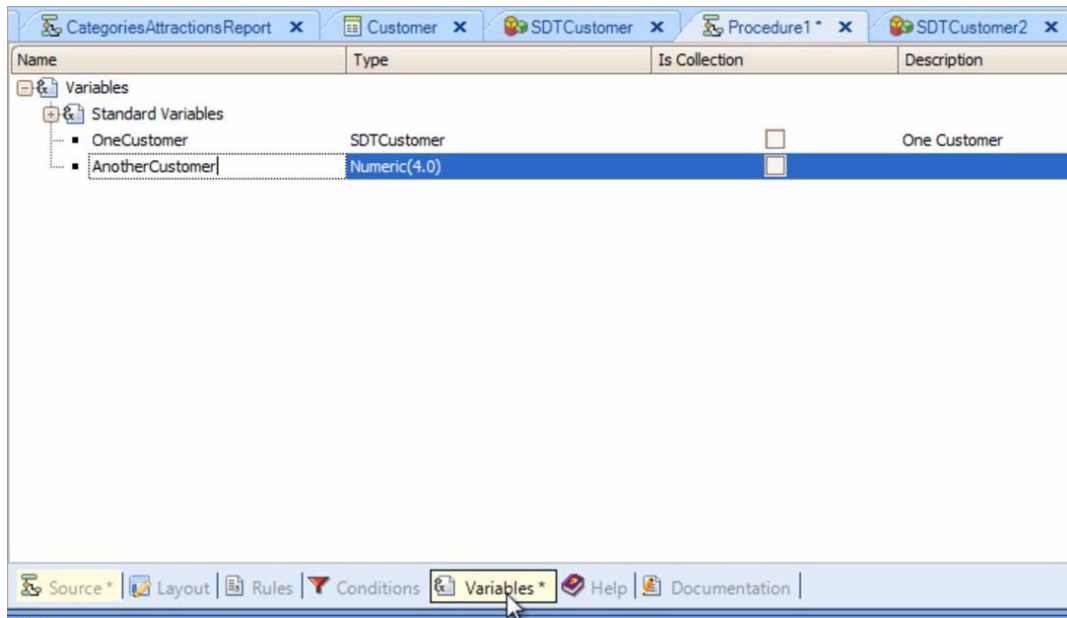 CategoriesAttractionsReport x Customer x SDTCustomer x Procedure1 * x SDTCustomer2 x
Name Type Is Collection Description
Variables
Standard Variables
OneCustomer SDTCustomer One Customer
AnotherCustomer Numeric(4.0)
Source * Layout Rules Conditions Variables * Help Documentation